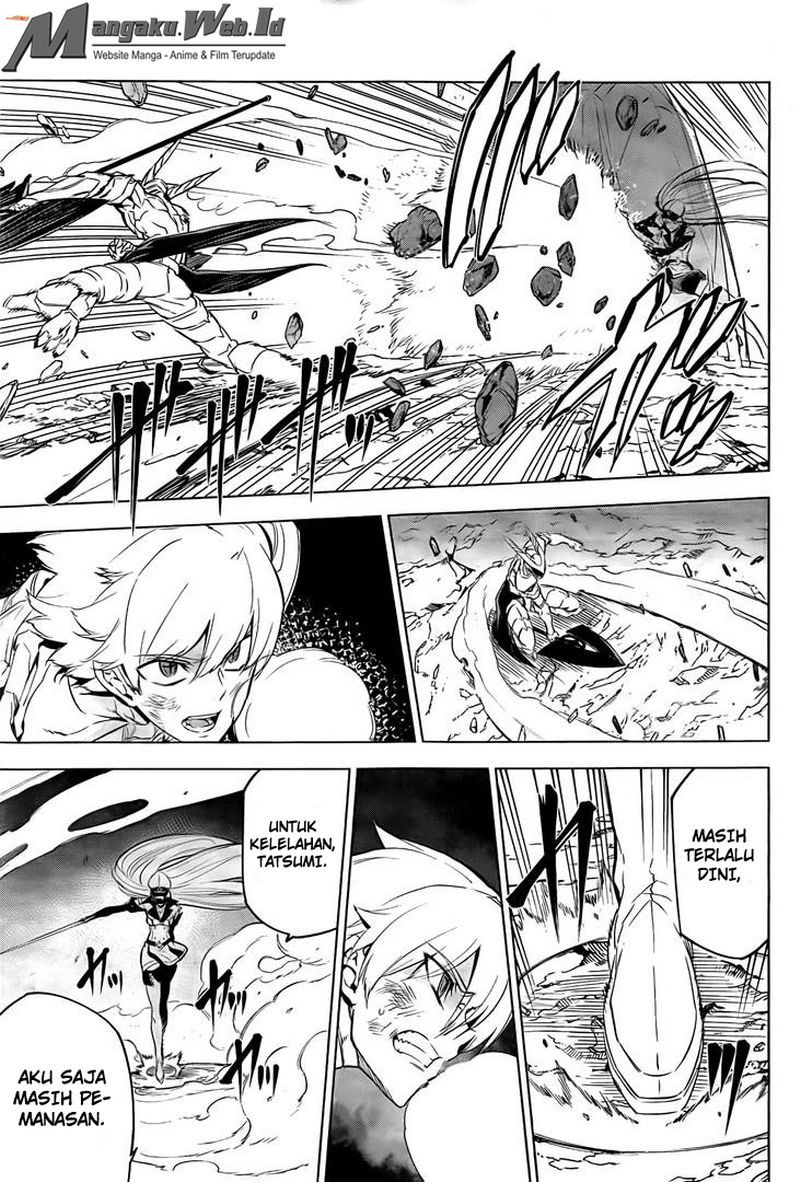 Mangaku.Web.Id
Website Manga - Anime & Film Terupdate
MASIH
TERLALU
DINI,
UNTUK
KELELAHAN,
TATSUMI.
AKU SAJA
MASIH PE-
MANASAN.